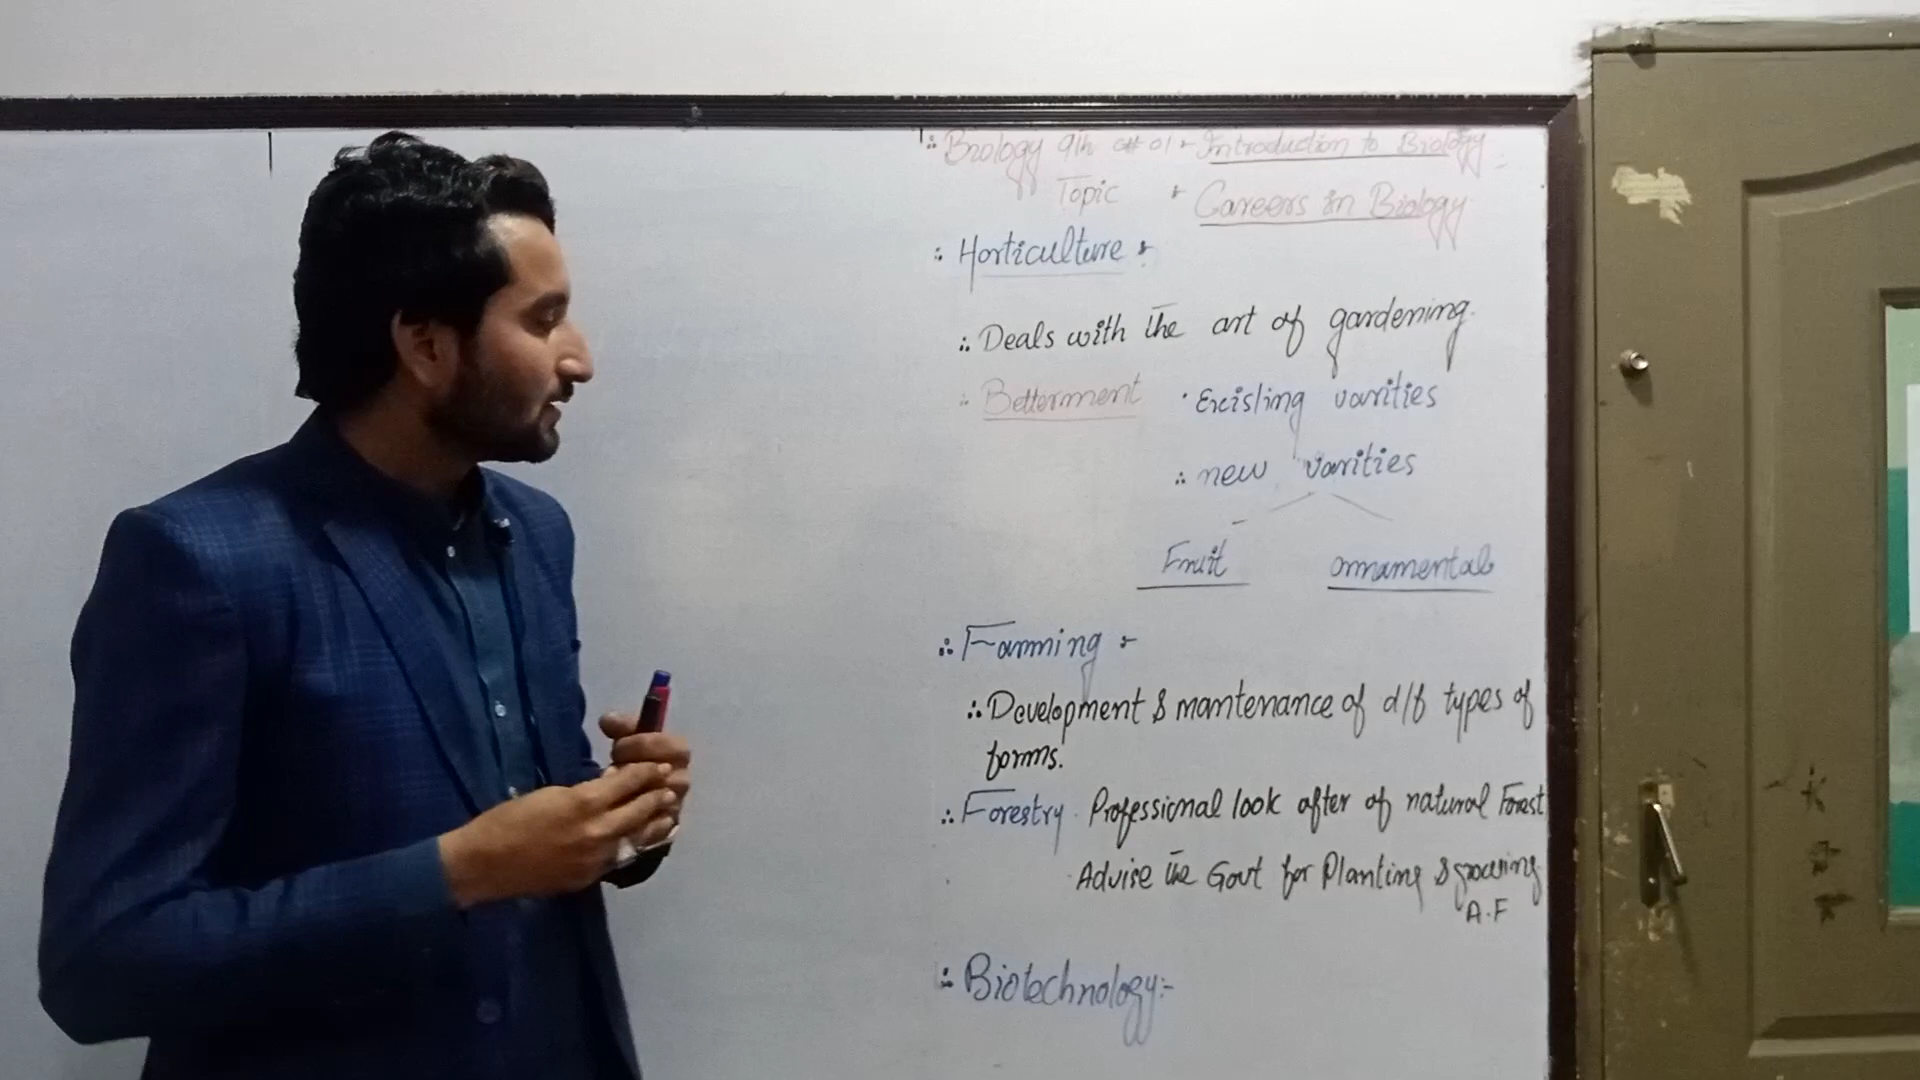 ∴ Biology 9th C# 01 :- Introduction to Biology :-
Topic :- Careers in Biology
∴ Horticulture :-
∴ Deals with the art of gardening.
∴ Betterment · Existing varities
∴ new varities
Fruit ornamental
∴ Farming :-
∴ Development & mantenance of d/f types of
forms.
∴ Forestry · Professional look after of natural Forest
· Advise the Govt for Planting & growing
A.F
∴ Biotechnology:-